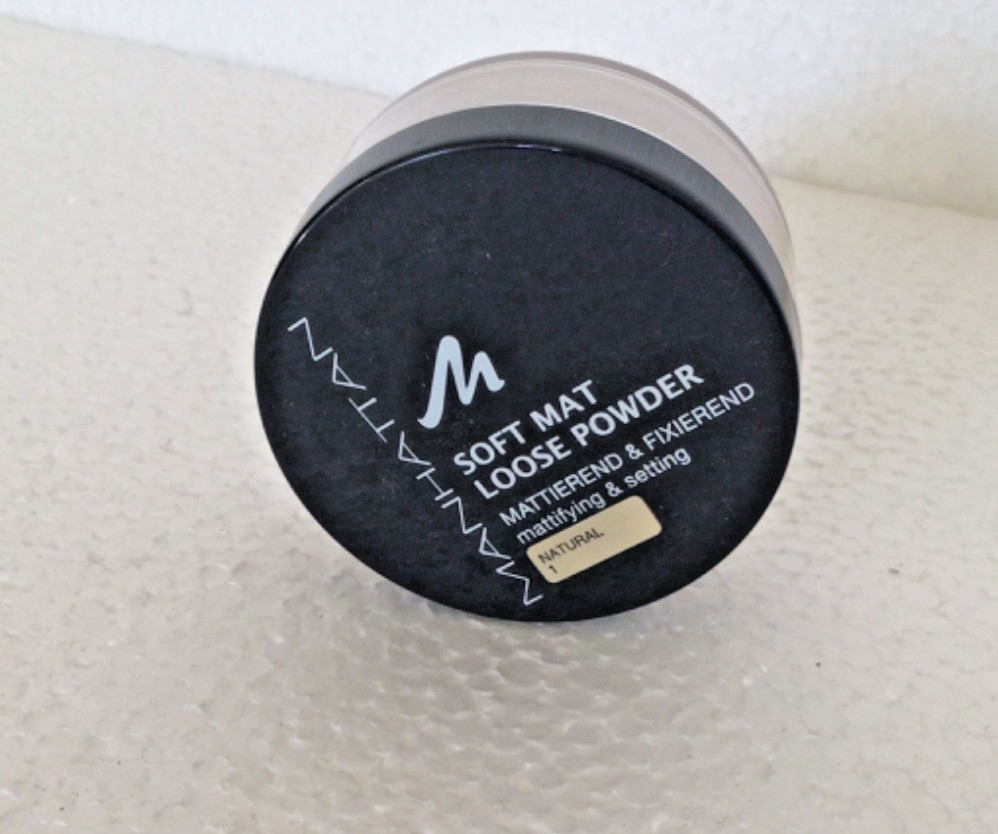 MANHATTAN
M
SOFT MAT
LOOSE POWDER
MATTIEREND & FIXIEREND
mattifying & setting
NATURAL
1